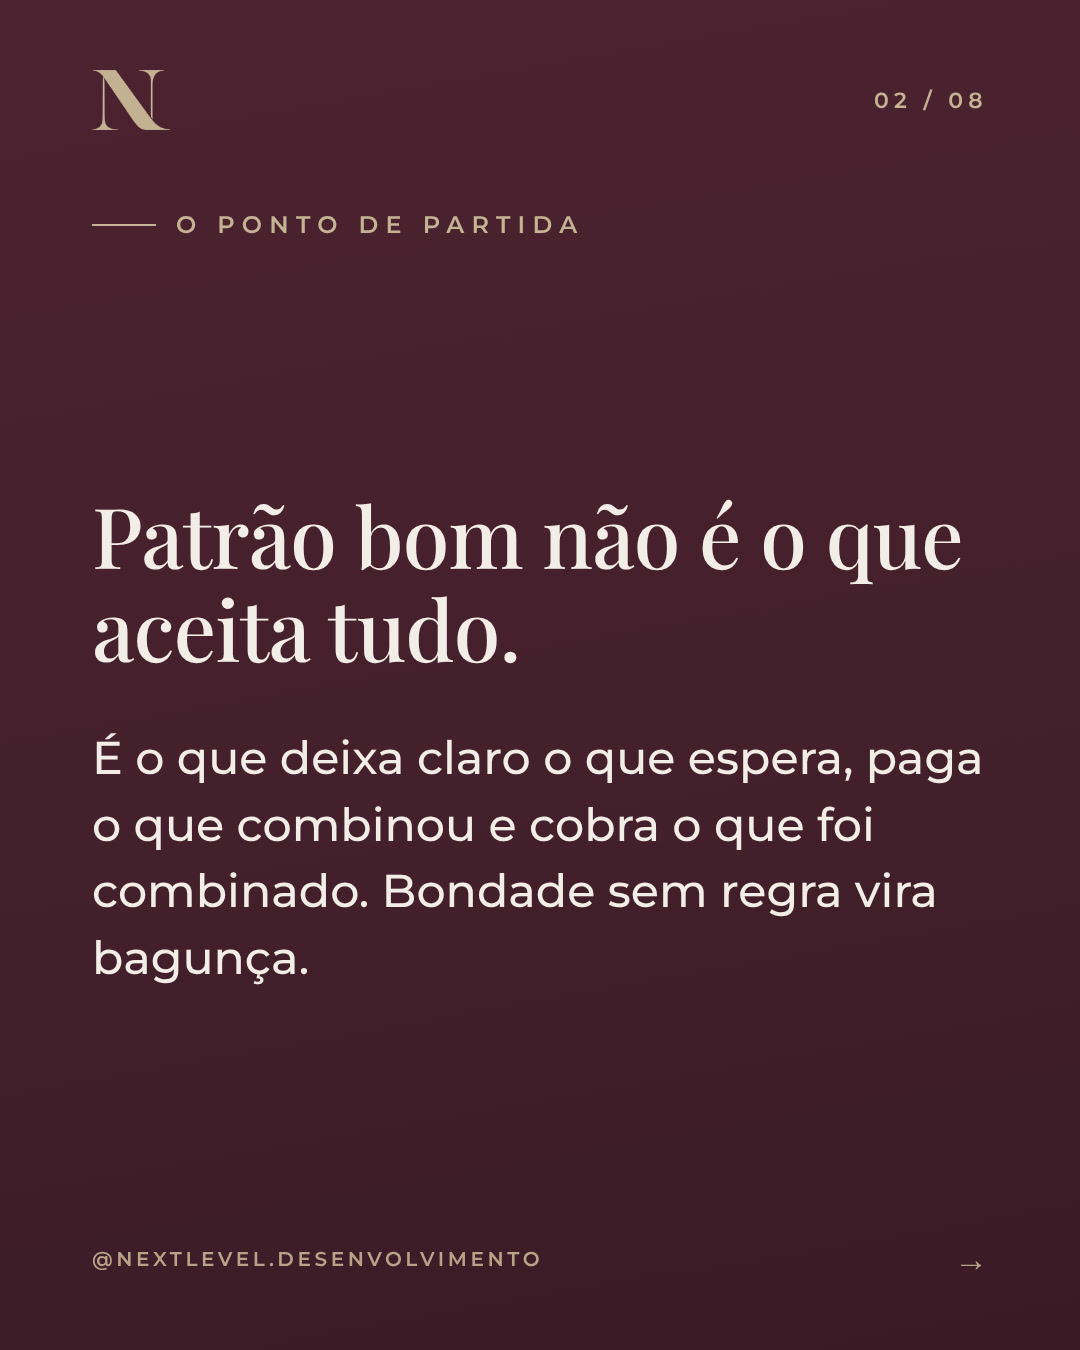 N
02 / 08
O PONTO DE PARTIDA
Patrão bom não é o que
aceita tudo.
É o que deixa claro o que espera, paga
o que combinou e cobra o que foi
combinado. Bondade sem regra vira
bagunça.
@NEXTLEVEL.DESENVOLVIMENTO
→